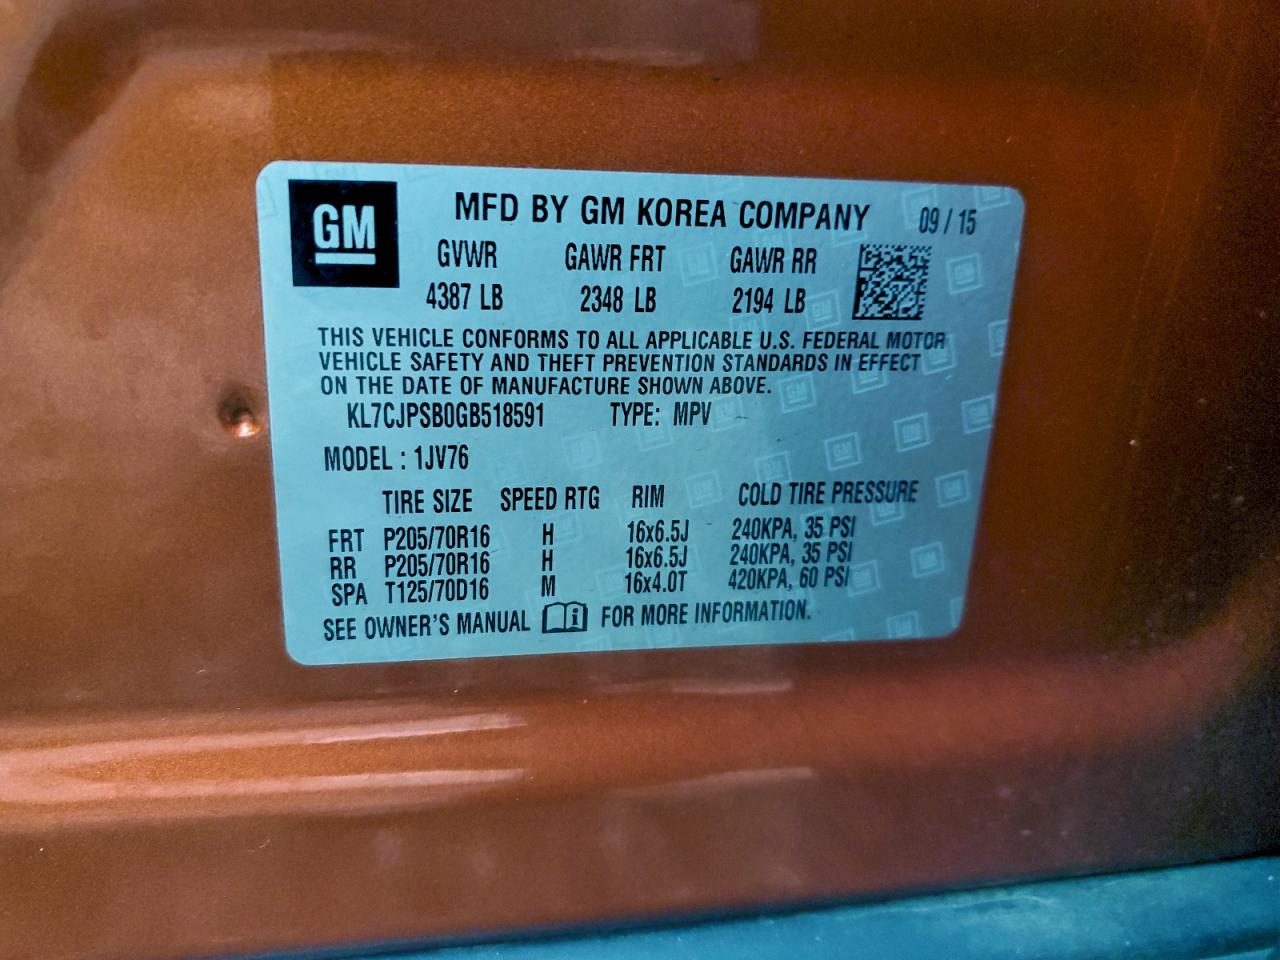 GM
MFD BY GM KOREA COMPANY 09 / 15
GVWR GAWR FRT GAWR RR
4387 LB 2348 LB 2194 LB
THIS VEHICLE CONFORMS TO ALL APPLICABLE U.S. FEDERAL MOTOR
VEHICLE SAFETY AND THEFT PREVENTION STANDARDS IN EFFECT
ON THE DATE OF MANUFACTURE SHOWN ABOVE.
KL7CJPSB0GB518591 TYPE: MPV
MODEL : 1JV76
TIRE SIZE SPEED RTG RIM COLD TIRE PRESSURE
FRT P205/70R16 H 16x6.5J 240KPA, 35 PSI
RR P205/70R16 H 16x6.5J 240KPA, 35 PSI
SPA T125/70D16 M 16x4.0T 420KPA, 60 PSI
SEE OWNER'S MANUAL i FOR MORE INFORMATION.